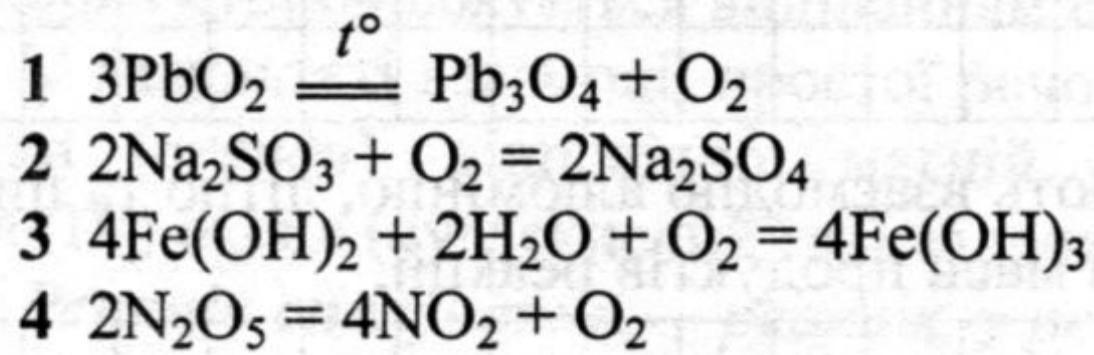 t°
1 3PbO₂ = Pb₃O₄ + O₂
2 2Na₂SO₃ + O₂ = 2Na₂SO₄
3 4Fe(OH)₂ + 2H₂O + O₂ = 4Fe(OH)₃
4 2N₂O₅ = 4NO₂ + O₂